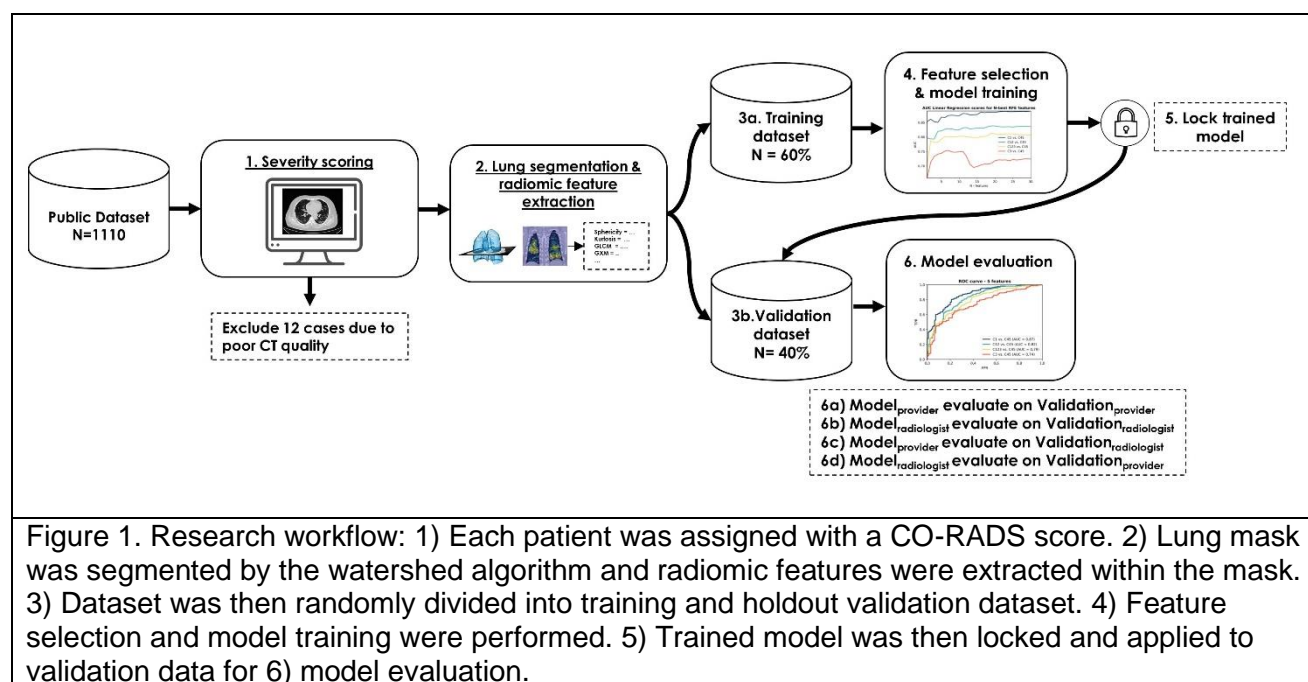 Public Dataset
N=1110
1. Severity scoring
Exclude 12 cases due to
poor CT quality
2. Lung segmentation &
radiomic feature
extraction
Sphericity = ...
Kurtosis = ...
GLCM = ...
GXM = ..
...
3a. Training
dataset
N = 60%
4. Feature selection
& model training
5. Lock trained
model
3b.Validation
dataset
N= 40%
6. Model evaluation
ROC curve - 5 features
6a) Modelprovider evaluate on Validationprovider
6b) Modelradiologist evaluate on Validationradiologist
6c) Modelprovider evaluate on Validationradiologist
6d) Modelradiologist evaluate on Validationprovider
Figure 1. Research workflow: 1) Each patient was assigned with a CO-RADS score. 2) Lung mask
was segmented by the watershed algorithm and radiomic features were extracted within the mask.
3) Dataset was then randomly divided into training and holdout validation dataset. 4) Feature
selection and model training were performed. 5) Trained model was then locked and applied to
validation data for 6) model evaluation.